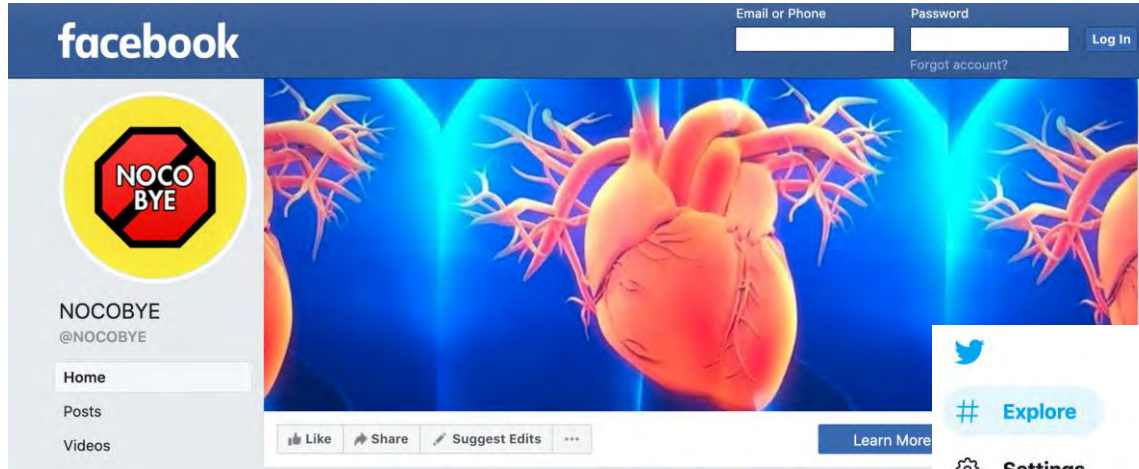 facebook
Email or Phone
Password
Log In
Forgot account?
NOCO
BYE
NOCOBYE
@NOCOBYE
Home
Posts
Videos
Like
Share
Suggest Edits
...
Learn More
# Explore
Settings